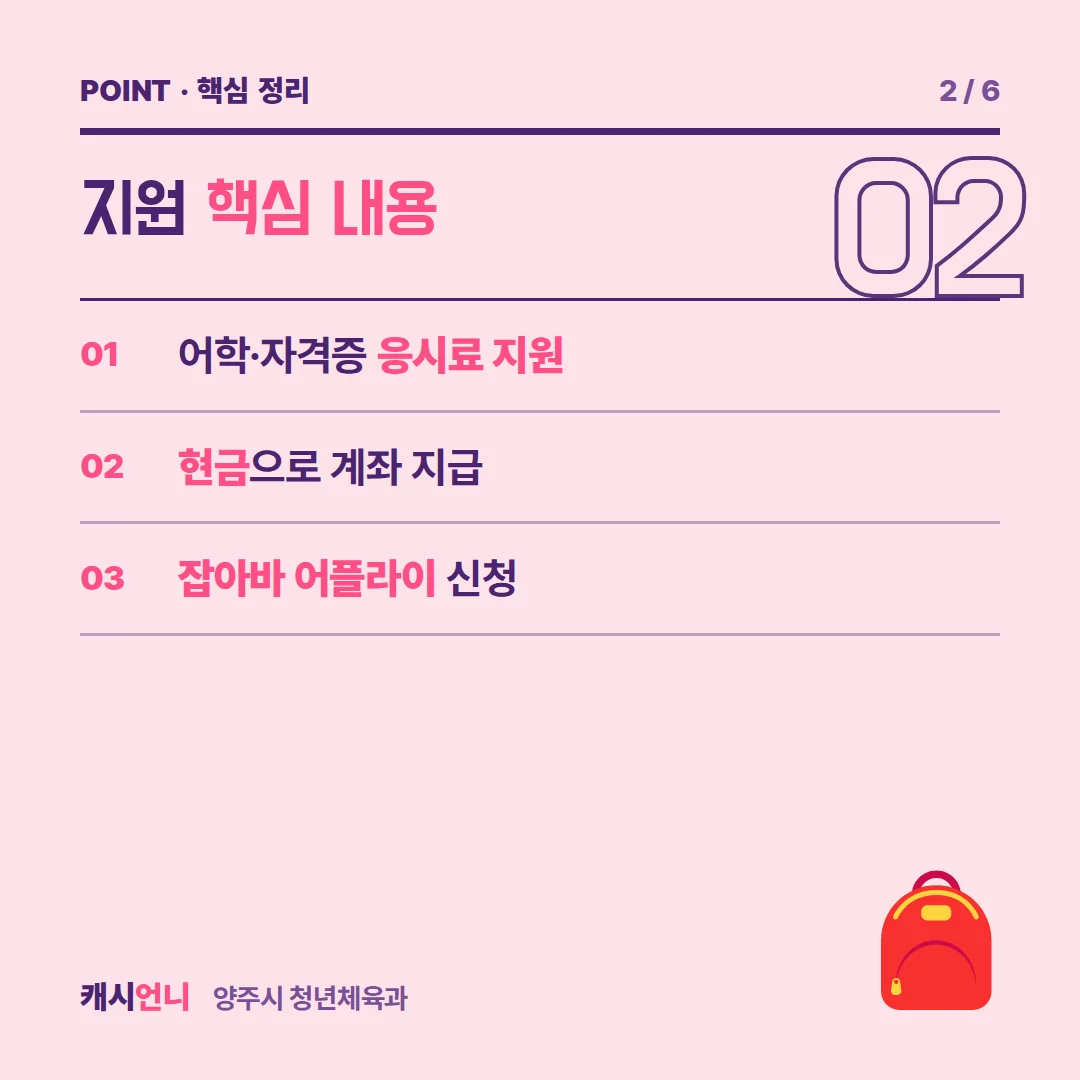 POINT · 핵심 정리
2 / 6
지원 핵심 내용
02
01 어학·자격증 응시료 지원
02 현금으로 계좌 지급
03 잡아바 어플라이 신청
캐시언니 양주시 청년체육과